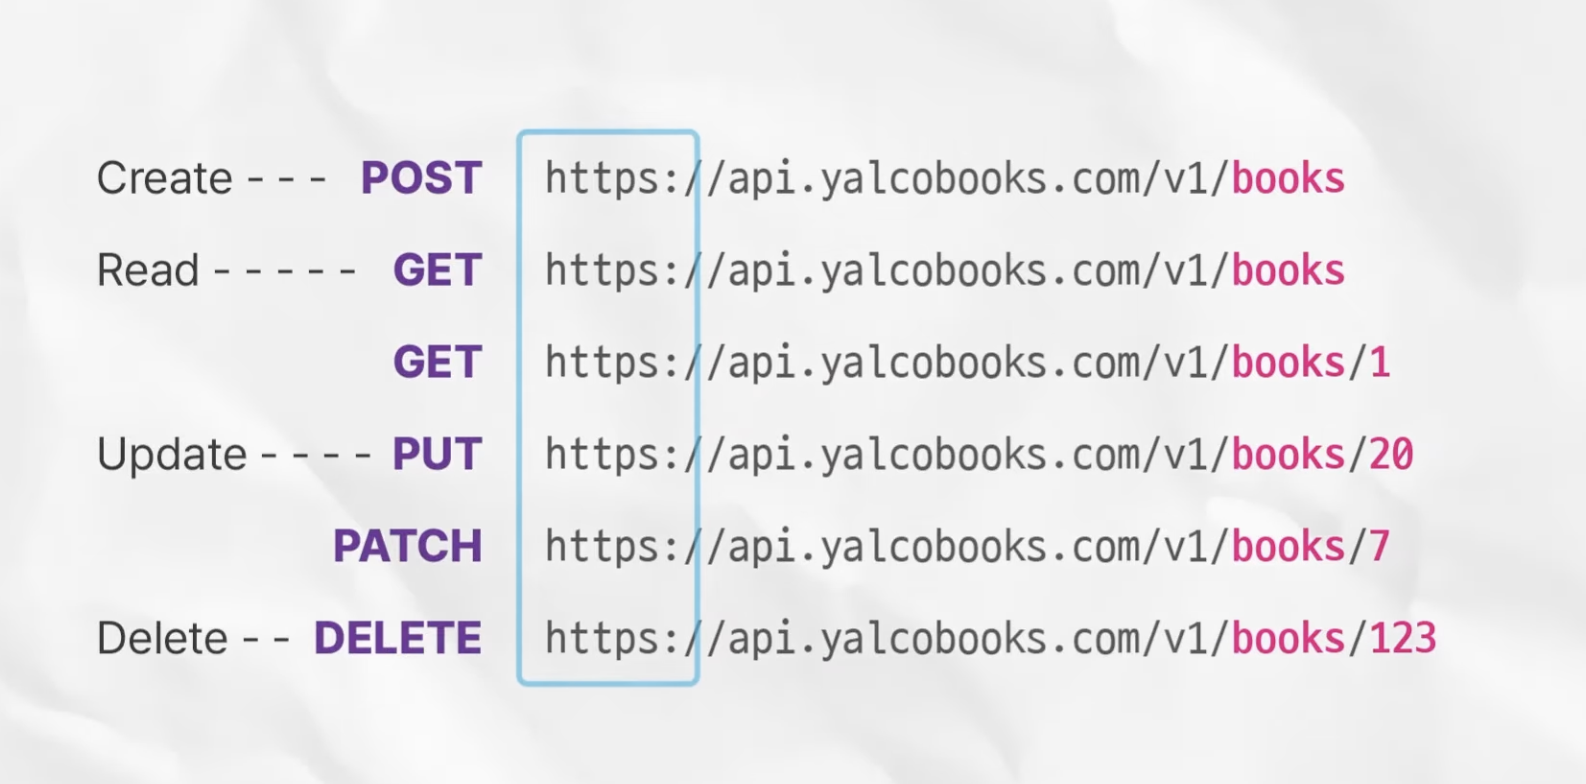 Create - - - POST https://api.yalcobooks.com/v1/books
Read - - - - - GET https://api.yalcobooks.com/v1/books
GET https://api.yalcobooks.com/v1/books/1
Update - - - - PUT https://api.yalcobooks.com/v1/books/20
PATCH https://api.yalcobooks.com/v1/books/7
Delete - - DELETE https://api.yalcobooks.com/v1/books/123